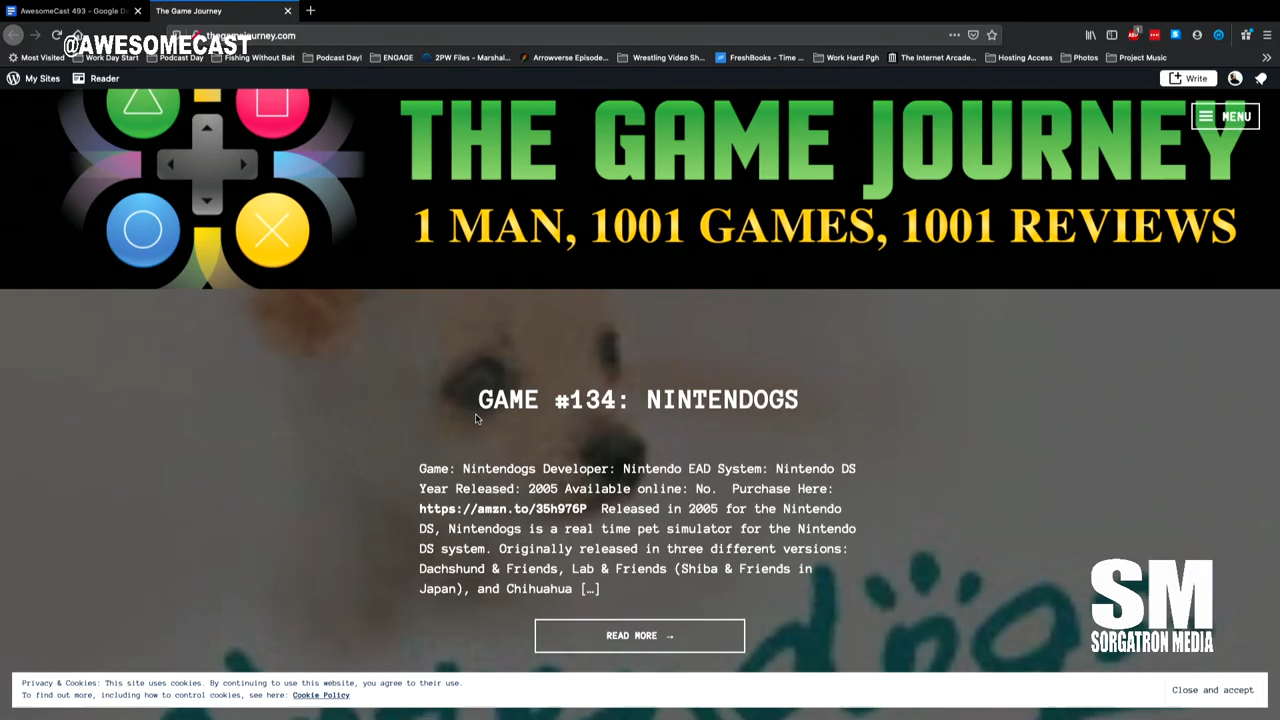 AwesomeCast 493 - Google D
The Game Journey
@AWESOMECAST
thegamejourney.com
Most Visited Work Day Start Podcast Day Fishing Without Bait Podcast Day! ENGAGE 2PW Files - Marshal... Arrowverse Episode... Wrestling Video Sh... FreshBooks - Time ... Work Hard Pgh The Internet Arcade... Hosting Access Photos Project Music
My Sites Reader Write
THE GAME JOURNEY
MENU
1 MAN, 1001 GAMES, 1001 REVIEWS
GAME #134: NINTENDOGS
Game: Nintendogs Developer: Nintendo EAD System: Nintendo DS
Year Released: 2005 Available online: No. Purchase Here:
https://amzn.to/35h976P Released in 2005 for the Nintendo
DS, Nintendogs is a real time pet simulator for the Nintendo
DS system. Originally released in three different versions:
Dachshund & Friends, Lab & Friends (Shiba & Friends in
Japan), and Chihuahua […]
READ MORE →
SM
SORGATRON MEDIA
Privacy & Cookies: This site uses cookies. By continuing to use this website, you agree to their use.
To find out more, including how to control cookies, see here: Cookie Policy
Close and accept